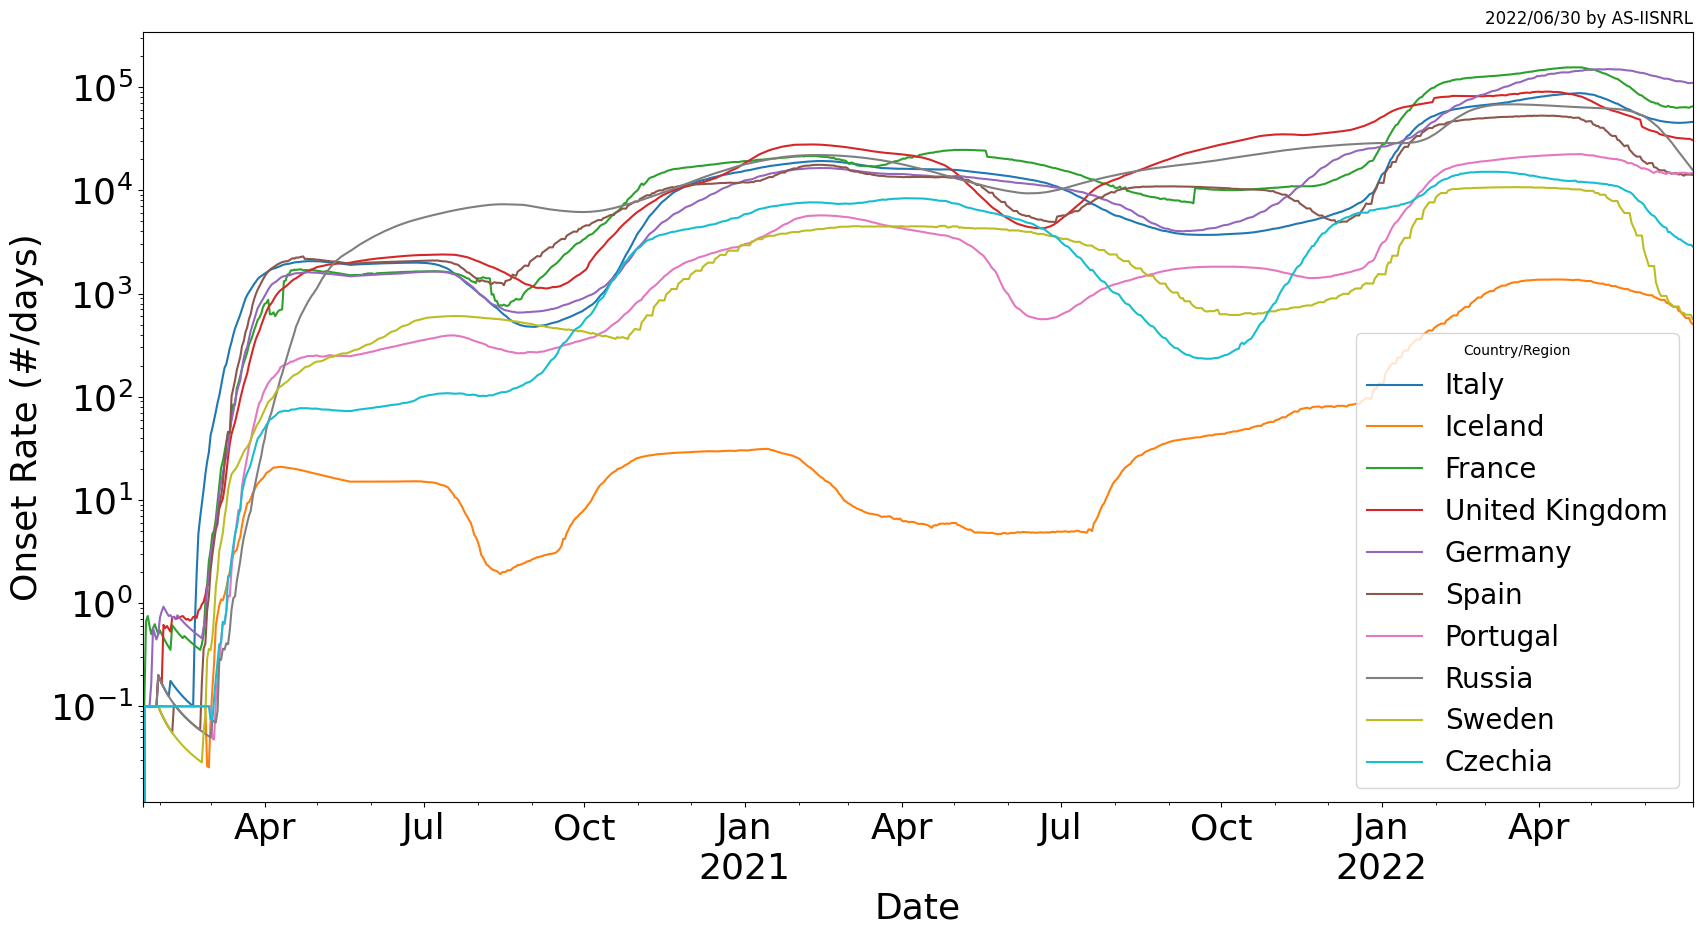 2022/06/30 by AS-IISNRL
Onset Rate (#/days)
10^5
10^4
10^3
10^2
10^1
10^0
10^−1
Country/Region
Italy
Iceland
France
United Kingdom
Germany
Spain
Portugal
Russia
Sweden
Czechia
Apr Jul Oct Jan Apr Jul Oct Jan Apr
2021 2022
Date